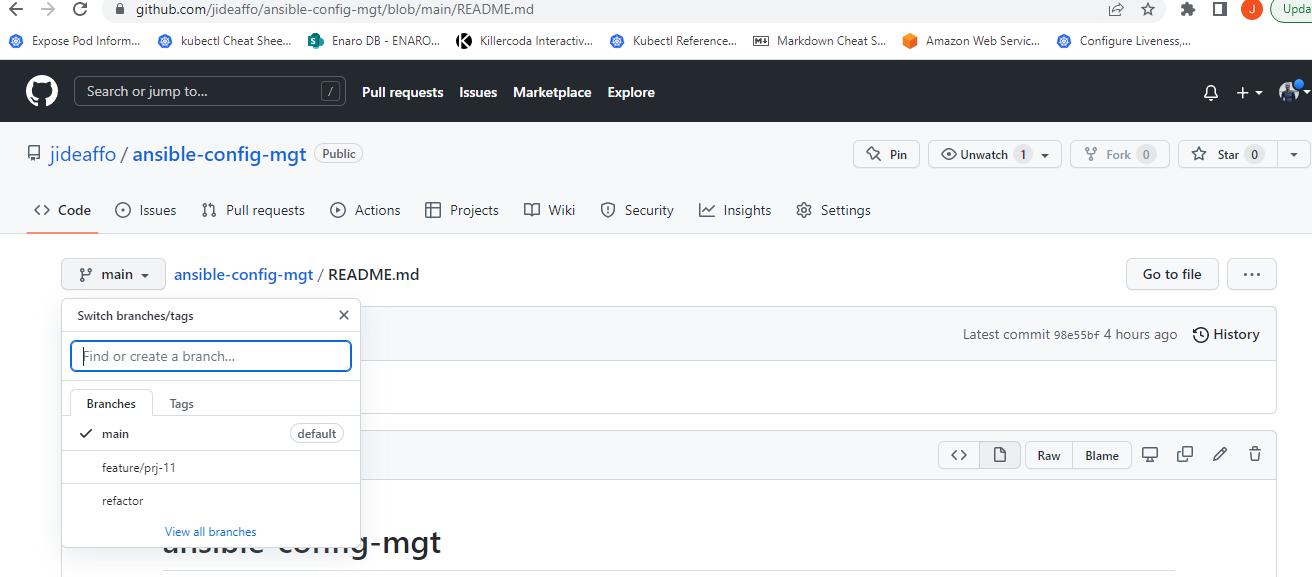 github.com/jideaffo/ansible-config-mgt/blob/main/README.md J Upda
Expose Pod Inform... kubectl Cheat Shee... Enaro DB - ENARO... Killercoda Interactiv... Kubectl Reference... Markdown Cheat S... Amazon Web Servic... Configure Liveness,...
Search or jump to... / Pull requests Issues Marketplace Explore
jideaffo / ansible-config-mgt Public Pin Unwatch 1 Fork 0 Star 0
Code Issues Pull requests Actions Projects Wiki Security Insights Settings
main ansible-config-mgt / README.md Go to file ...
Switch branches/tags
Latest commit 98e55bf 4 hours ago History
Find or create a branch...
Branches Tags
main default
Raw Blame
feature/prj-11
refactor
View all branches
ansible-config-mgt